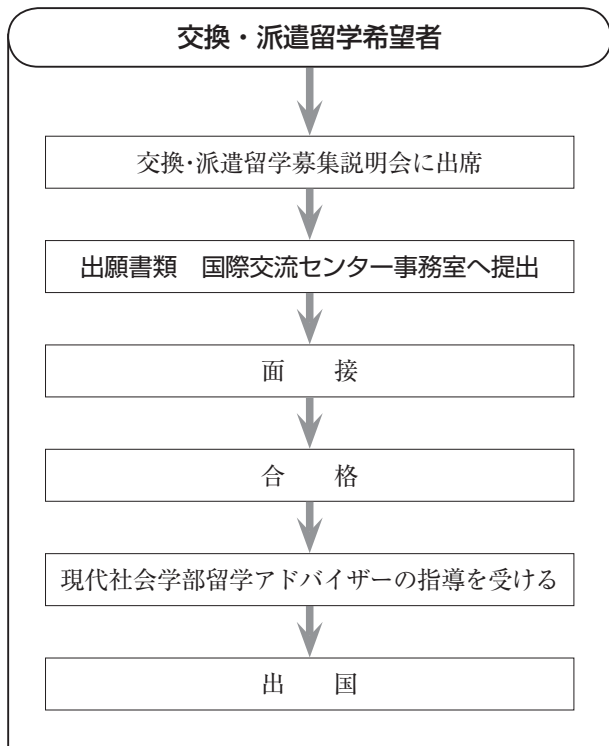 交換・派遣留学希望者
交換・派遣留学募集説明会に出席
出願書類　国際交流センター事務室へ提出
面　　接
合　　格
現代社会学部留学アドバイザーの指導を受ける
出　　国